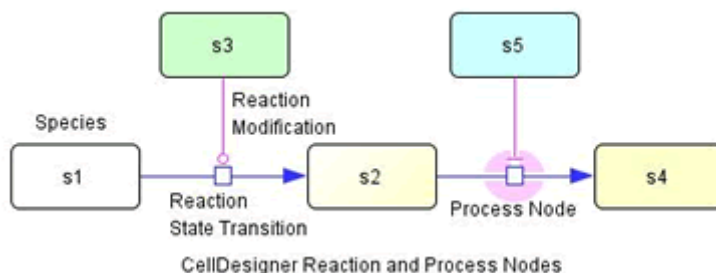 s3
s5
Reaction
Modification
Species
s1
s2
s4
Reaction
State Transition
Process Node
CellDesigner Reaction and Process Nodes